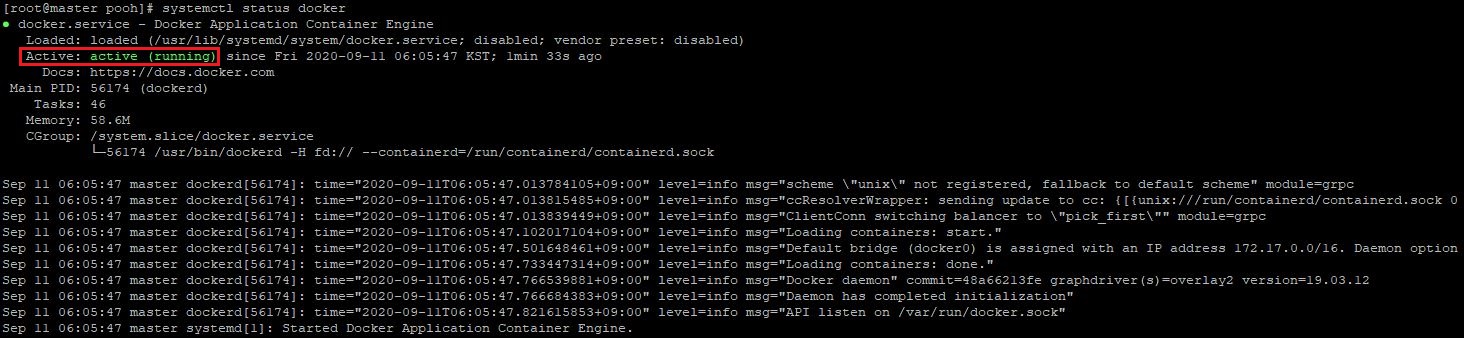 [root@master pooh]# systemctl status docker
● docker.service - Docker Application Container Engine
Loaded: loaded (/usr/lib/systemd/system/docker.service; disabled; vendor preset: disabled)
Active: active (running) since Fri 2020-09-11 06:05:47 KST; 1min 33s ago
Docs: https://docs.docker.com
Main PID: 56174 (dockerd)
Tasks: 46
Memory: 58.6M
CGroup: /system.slice/docker.service
└─56174 /usr/bin/dockerd -H fd:// --containerd=/run/containerd/containerd.sock
Sep 11 06:05:47 master dockerd[56174]: time="2020-09-11T06:05:47.013784105+09:00" level=info msg="scheme \"unix\" not registered, fallback to default scheme" module=grpc
Sep 11 06:05:47 master dockerd[56174]: time="2020-09-11T06:05:47.013815485+09:00" level=info msg="ccResolverWrapper: sending update to cc: {[{unix:///run/containerd/containerd.sock 0
Sep 11 06:05:47 master dockerd[56174]: time="2020-09-11T06:05:47.013839449+09:00" level=info msg="ClientConn switching balancer to \"pick_first\"" module=grpc
Sep 11 06:05:47 master dockerd[56174]: time="2020-09-11T06:05:47.102017104+09:00" level=info msg="Loading containers: start."
Sep 11 06:05:47 master dockerd[56174]: time="2020-09-11T06:05:47.501648461+09:00" level=info msg="Default bridge (docker0) is assigned with an IP address 172.17.0.0/16. Daemon option
Sep 11 06:05:47 master dockerd[56174]: time="2020-09-11T06:05:47.733447314+09:00" level=info msg="Loading containers: done."
Sep 11 06:05:47 master dockerd[56174]: time="2020-09-11T06:05:47.766539881+09:00" level=info msg="Docker daemon" commit=48a66213fe graphdriver(s)=overlay2 version=19.03.12
Sep 11 06:05:47 master dockerd[56174]: time="2020-09-11T06:05:47.766684383+09:00" level=info msg="Daemon has completed initialization"
Sep 11 06:05:47 master dockerd[56174]: time="2020-09-11T06:05:47.821615853+09:00" level=info msg="API listen on /var/run/docker.sock"
Sep 11 06:05:47 master systemd[1]: Started Docker Application Container Engine.